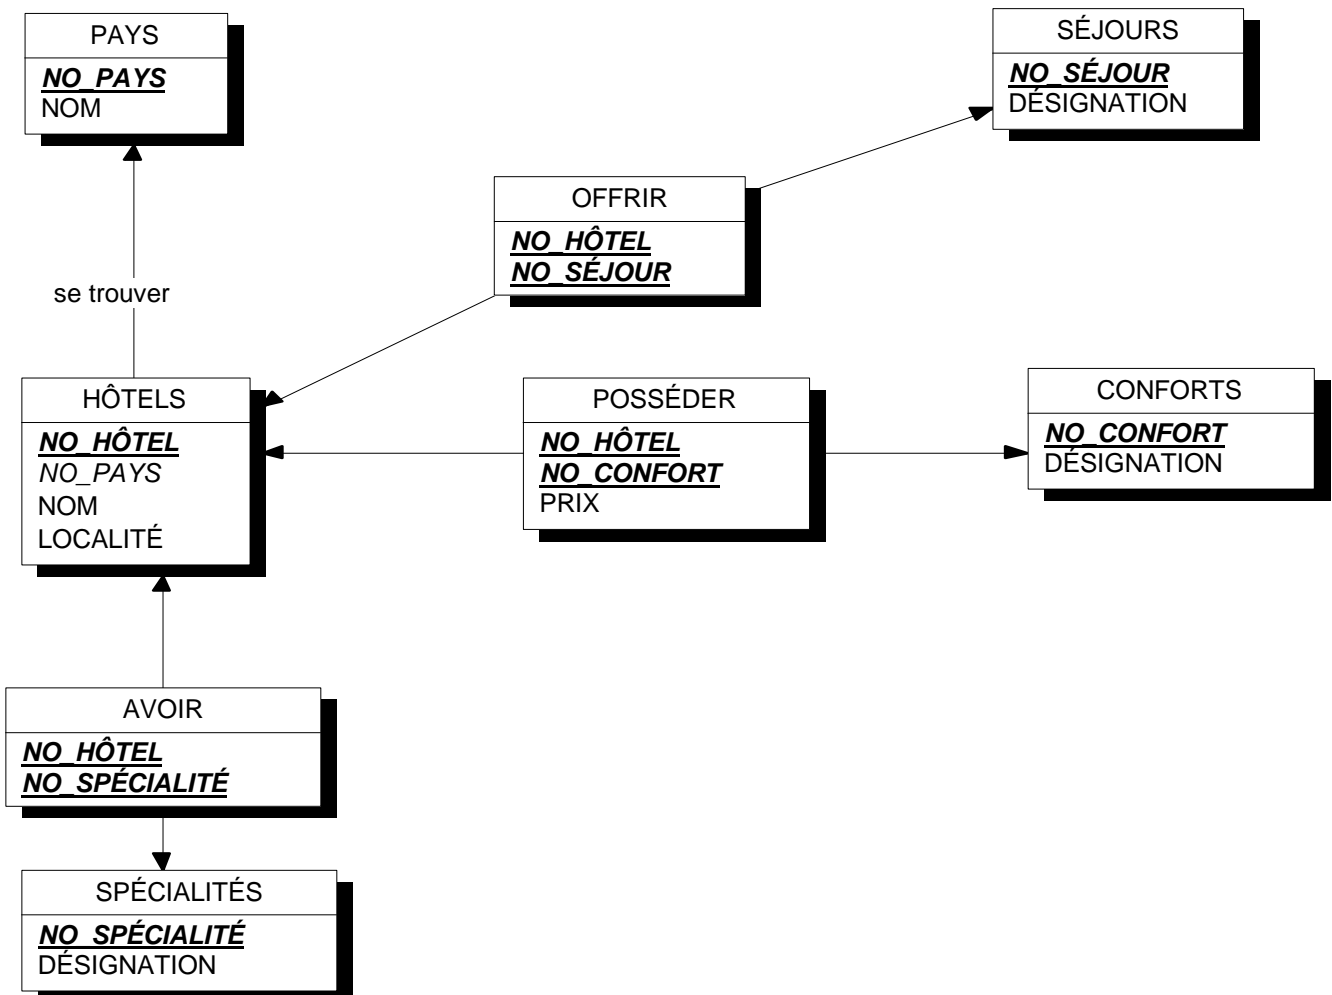 PAYS
NO_PAYS
NOM
SÉJOURS
NO_SÉJOUR
DÉSIGNATION
OFFRIR
NO_HÔTEL
NO_SÉJOUR
se trouver
HÔTELS
NO_HÔTEL
NO_PAYS
NOM
LOCALITÉ
POSSÉDER
NO_HÔTEL
NO_CONFORT
PRIX
CONFORTS
NO_CONFORT
DÉSIGNATION
AVOIR
NO_HÔTEL
NO_SPÉCIALITÉ
SPÉCIALITÉS
NO_SPÉCIALITÉ
DÉSIGNATION